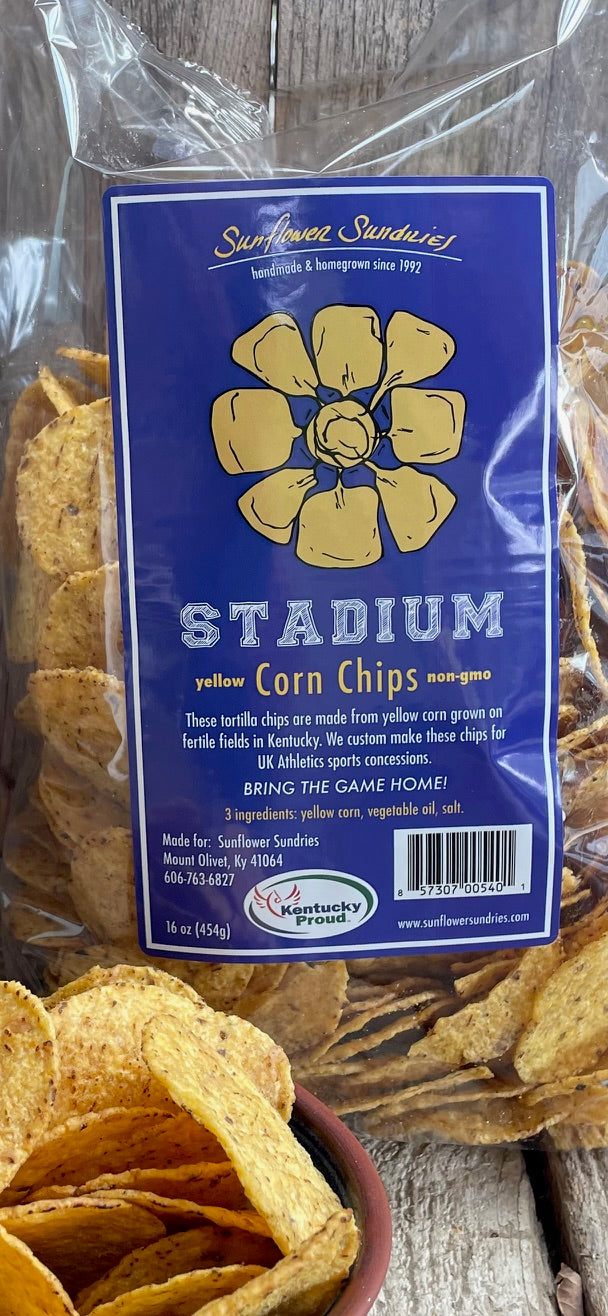 Sunflower Sundries
handmade & homegrown since 1992
STADIUM
yellow Corn Chips non-gmo
These tortilla chips are made from yellow corn grown on
fertile fields in Kentucky. We custom make these chips for
UK Athletics sports concessions.
BRING THE GAME HOME!
3 ingredients: yellow corn, vegetable oil, salt.
Made for: Sunflower Sundries
Mount Olivet, Ky 41064
606-763-6827
8 57307 00540 1
Kentucky
Proud
16 oz (454g)
www.sunflowersundries.com